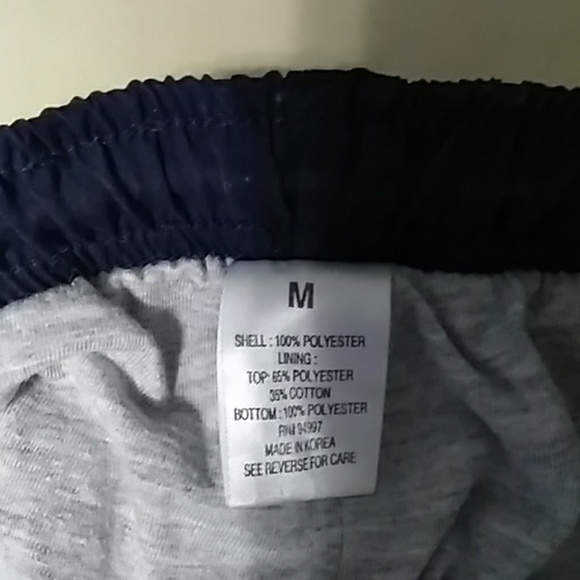 M
SHELL : 100% POLYESTER
LINING :
TOP: 65% POLYESTER
35% COTTON
BOTTOM :100% POLYESTER
RN# 94997
MADE IN KOREA
SEE REVERSE FOR CARE